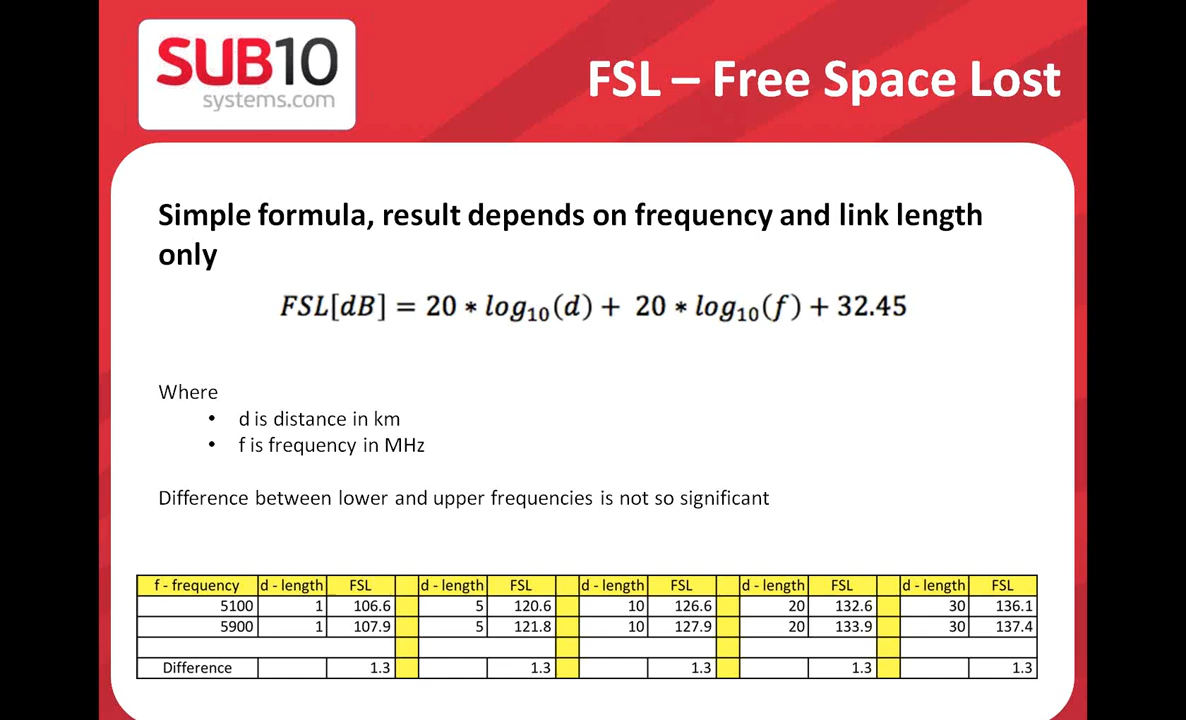 SUB10
systems.com
FSL – Free Space Lost
Simple formula, result depends on frequency and link length
only
FSL[dB] = 20 * log₁₀(d) + 20 * log₁₀(f) + 32.45
Where
• d is distance in km
• f is frequency in MHz
Difference between lower and upper frequencies is not so significant
f - frequency d - length FSL d - length FSL d - length FSL d - length FSL d - length FSL
5100 1 106.6 5 120.6 10 126.6 20 132.6 30 136.1
5900 1 107.9 5 121.8 10 127.9 20 133.9 30 137.4
Difference 1.3 1.3 1.3 1.3 1.3